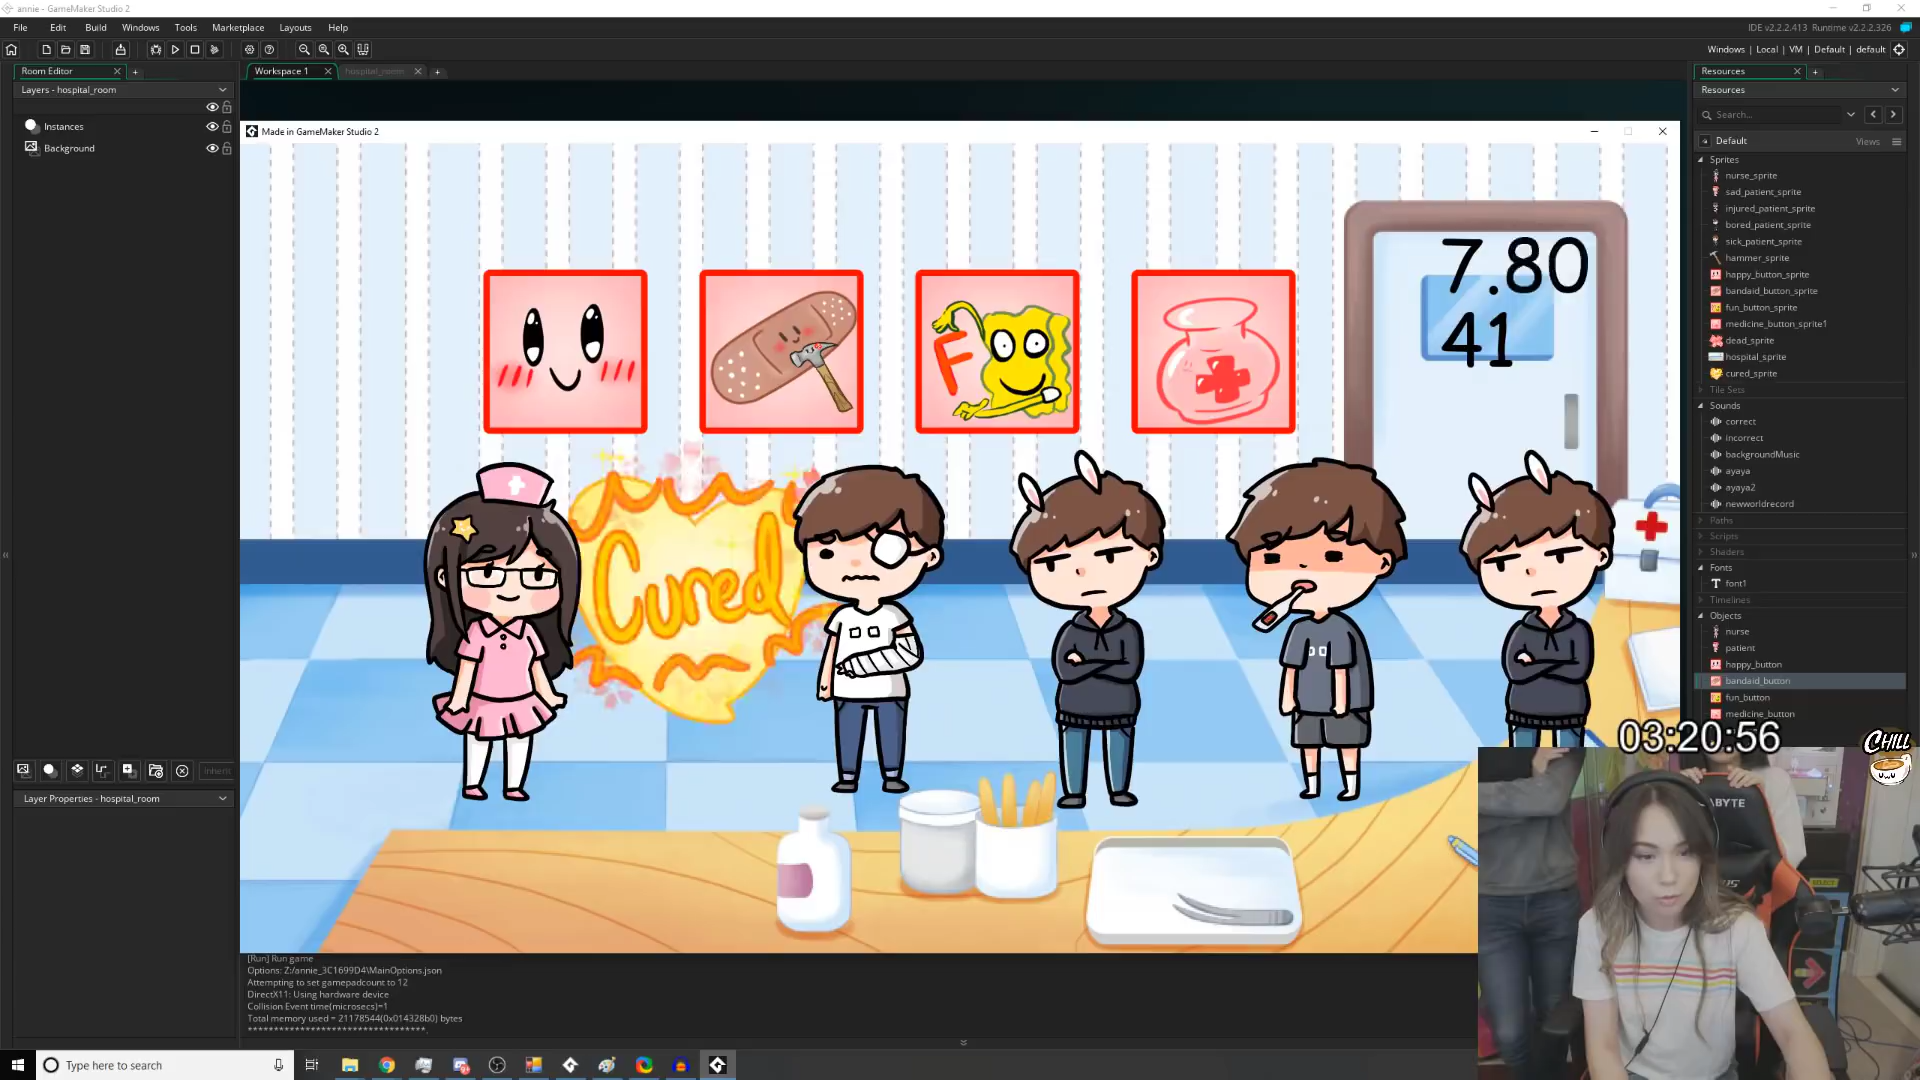 annie - GameMaker Studio 2
File Edit Build Windows Tools Marketplace Layouts Help
IDE v2.2.2.413 Runtime v2.2.2.326
Windows | Local | VM | Default | default
Room Editor
Workspace 1
hospital_room
Resources
Layers - hospital_room
Resources
Instances
Background
Search...
Made in GameMaker Studio 2
Default
Views
Sprites
nurse_sprite
sad_patient_sprite
injured_patient_sprite
bored_patient_sprite
sick_patient_sprite
hammer_sprite
happy_button_sprite
bandaid_button_sprite
fun_button_sprite
medicine_button_sprite1
dead_sprite
hospital_sprite
cured_sprite
Tile Sets
Sounds
correct
incorrect
backgroundMusic
ayaya
ayaya2
newworldrecord
Paths
Scripts
Shaders
Fonts
font1
Timelines
Objects
nurse
patient
happy_button
bandaid_button
fun_button
medicine_button
7.80
41
F
Cured
03:20:56
CHILL
Inherit
Layer Properties - hospital_room
[Run] Run game
Options: Z:/annie_3C1699D4\MainOptions.json
Attempting to set gamepadcount to 12
DirectX11: Using hardware device
Collision Event time(microsecs)=1
Total memory used = 21178544(0x014328b0) bytes
Type here to search